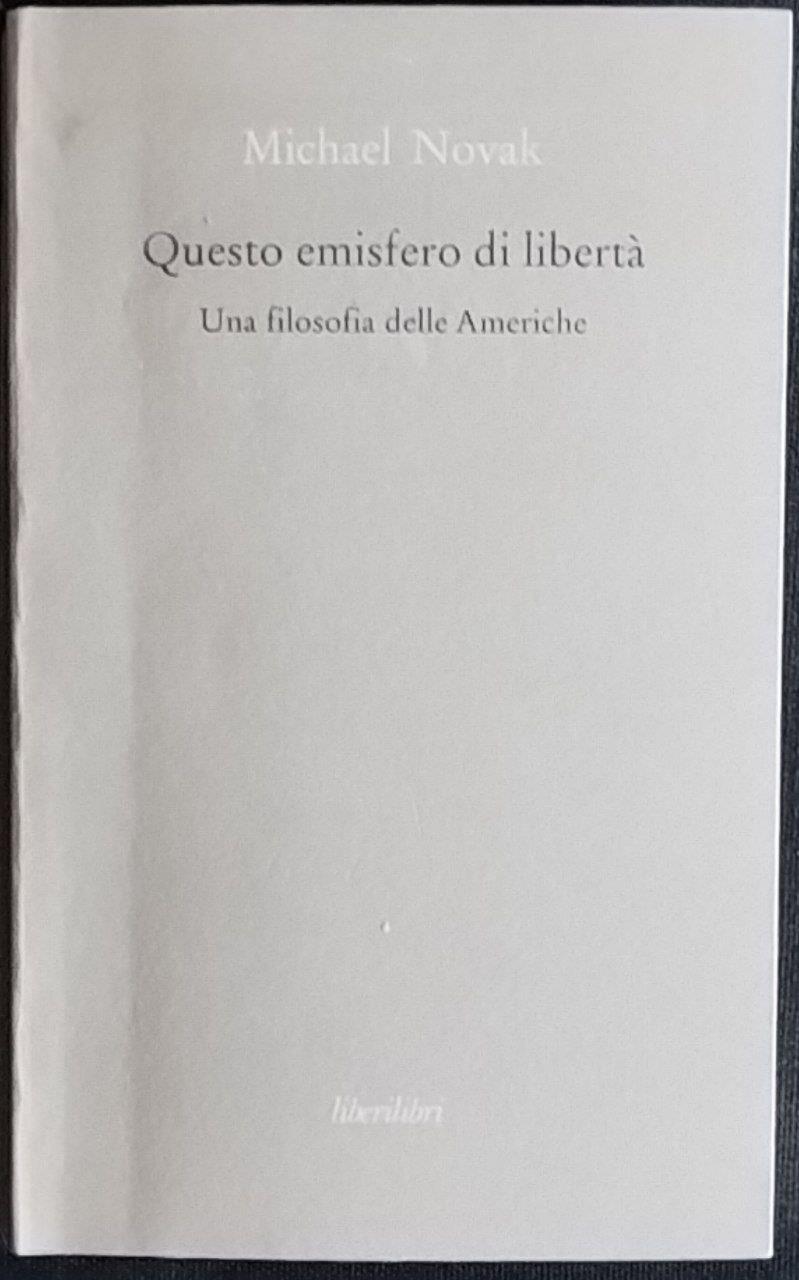 Michael Novak
Questo emisfero di libertà
Una filosofia delle Americhe
liberilibri